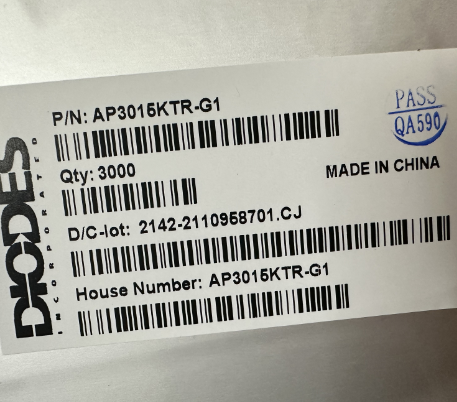 P/N: AP3015KTR-G1
PASS
QA590
Qty: 3000
MADE IN CHINA
D/C-lot: 2142-2110958701.CJ
House Number: AP3015KTR-G1
DIODES
INCORPORATED